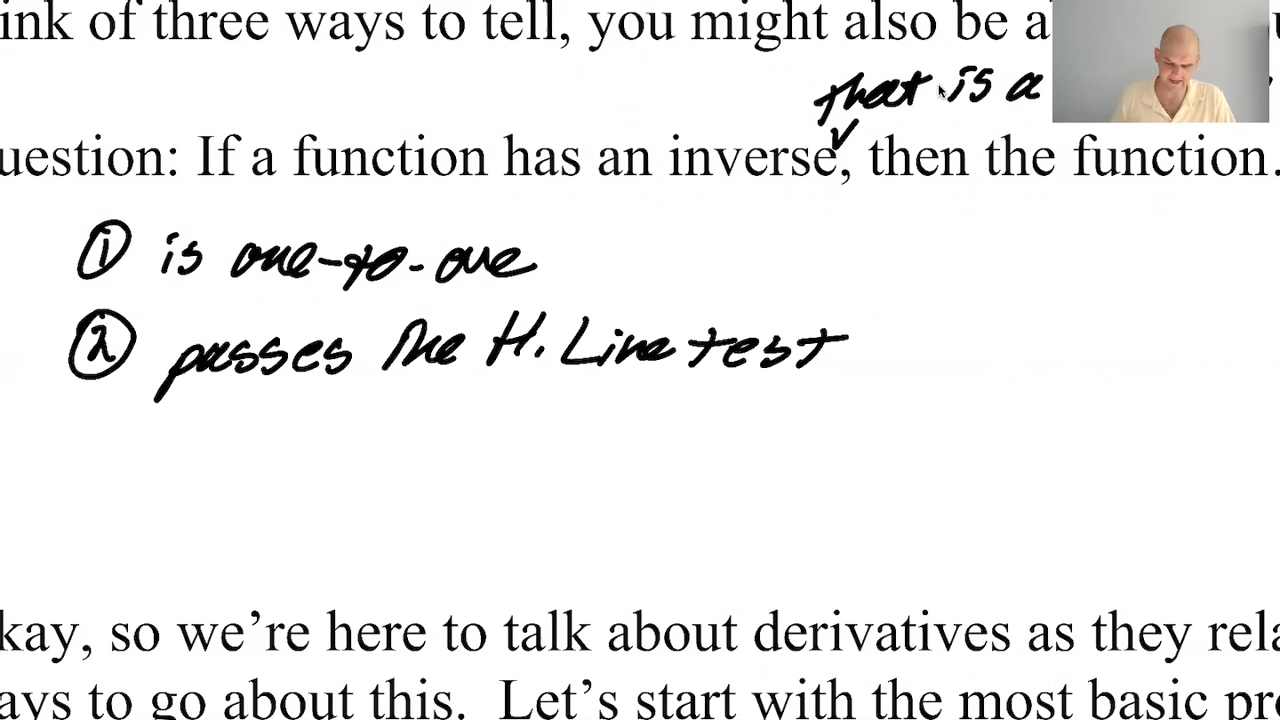 ink of three ways to tell, you might also be a
that is a
uestion: If a function has an inverse, then the function.
① is one-to-one
② passes the H. Line test
kay, so we're here to talk about derivatives as they rela
ays to go about this. Let's start with the most basic pr